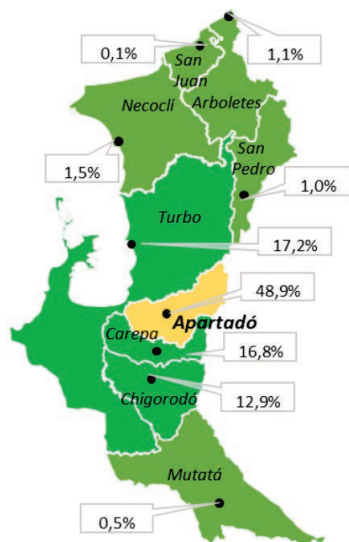 0,1%
1,1%
San
Juan
Necoclí
Arboletes
San
Pedro
1,5%
1,0%
Turbo
17,2%
48,9%
Apartadó
Carepa
16,8%
Chigorodó
12,9%
Mutatá
0,5%